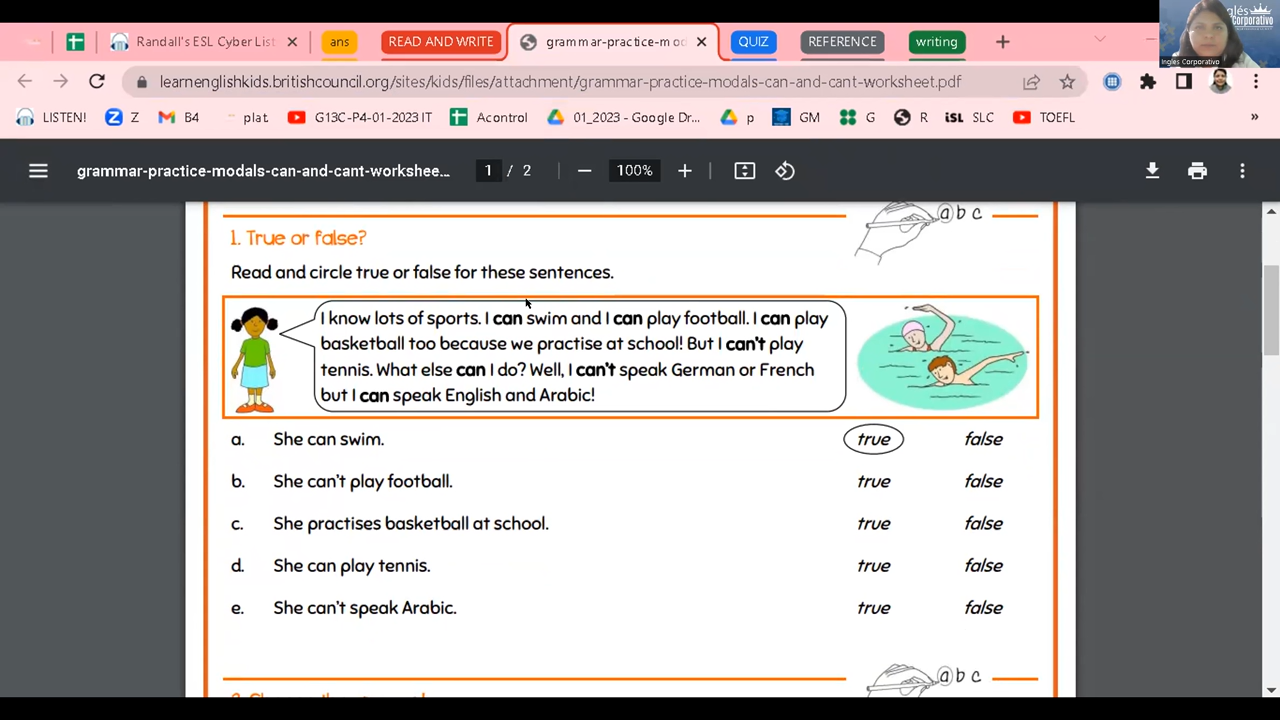 Randall's ESL Cyber List
ans
READ AND WRITE
grammar-practice-mod
QUIZ
REFERENCE
writing
Inglés
Corporativo
Inglés Corporativo
learnenglishkids.britishcouncil.org/sites/kids/files/attachment/grammar-practice-modals-can-and-cant-worksheet.pdf
LISTEN! Z B4 plat. G13C-P4-01-2023 IT Acontrol 01_2023 - Google Dr... p GM G R iSL SLC TOEFL »
grammar-practice-modals-can-and-cant-workshee... 1 / 2 100%
a b c
1. True or false?
Read and circle true or false for these sentences.
I know lots of sports. I can swim and I can play football. I can play
basketball too because we practise at school! But I can't play
tennis. What else can I do? Well, I can't speak German or French
but I can speak English and Arabic!
a. She can swim. true false
b. She can't play football. true false
c. She practises basketball at school. true false
d. She can play tennis. true false
e. She can't speak Arabic. true false
a b c